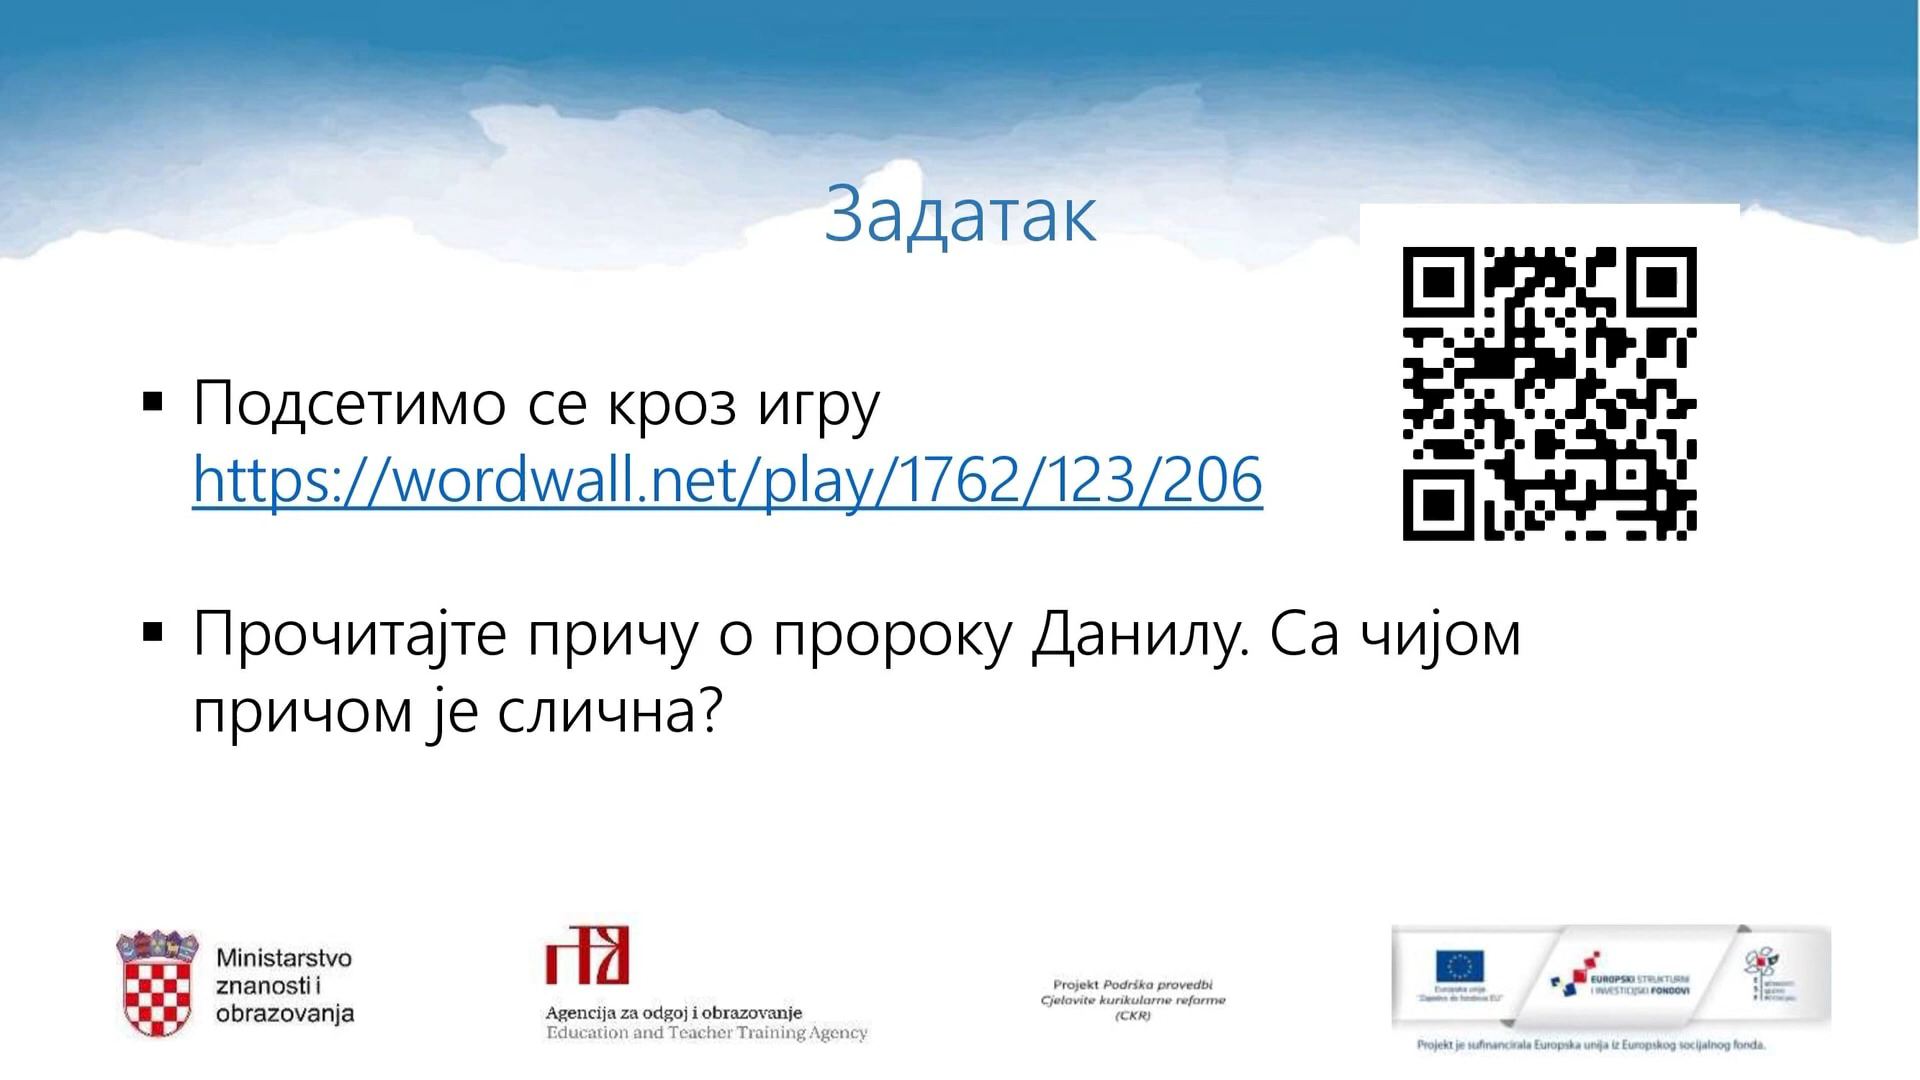 Задатак
▪ Подсетимо се кроз игру
https://wordwall.net/play/1762/123/206
▪ Прочитајте причу о пророку Данилу. Са чијом
причом је слична?
Ministarstvo
znanosti i
obrazovanja
Agencija za odgoj i obrazovanje
Education and Teacher Training Agency
Projekt Podrška provedbi
Cjelovite kurikularne reforme
(CKR)
EUROPSKI STRUKTURNI
I INVESTICIJSKI FONDOVI
Projekt je sufinancirala Europska unija iz Europskog socijalnog fonda.